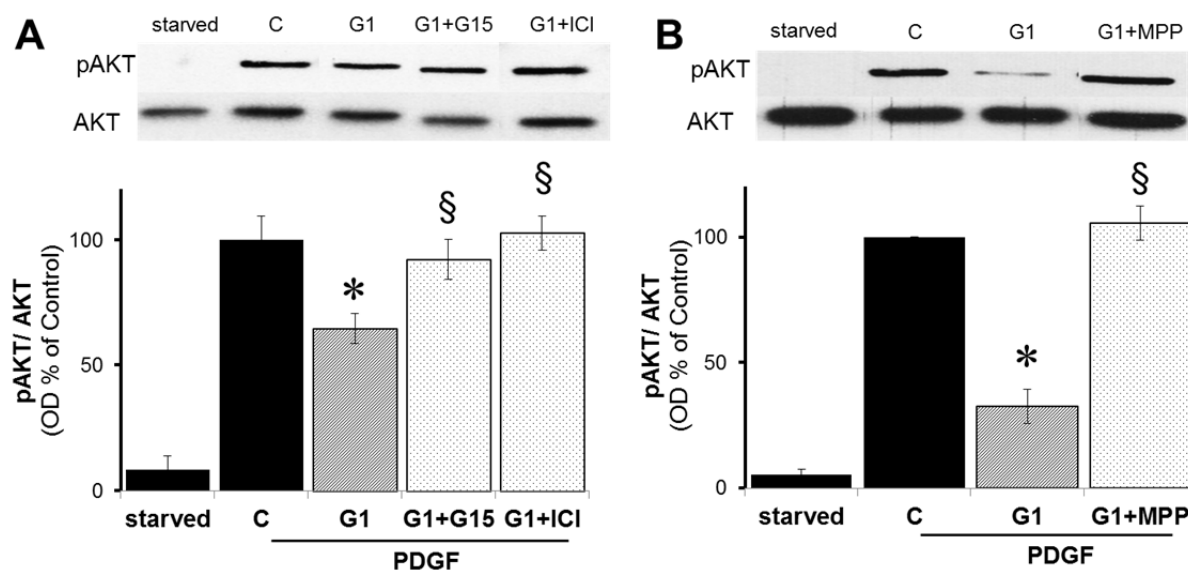 A
starved C G1 G1+G15 G1+ICI
pAKT
AKT
§
§
*
pAKT/ AKT
(OD % of Control)
100
50
0
starved C G1 G1+G15 G1+ICI
PDGF
B
starved C G1 G1+MPP
pAKT
AKT
§
*
pAKT/ AKT
(OD % of Control)
100
50
0
starved C G1 G1+MPP
PDGF